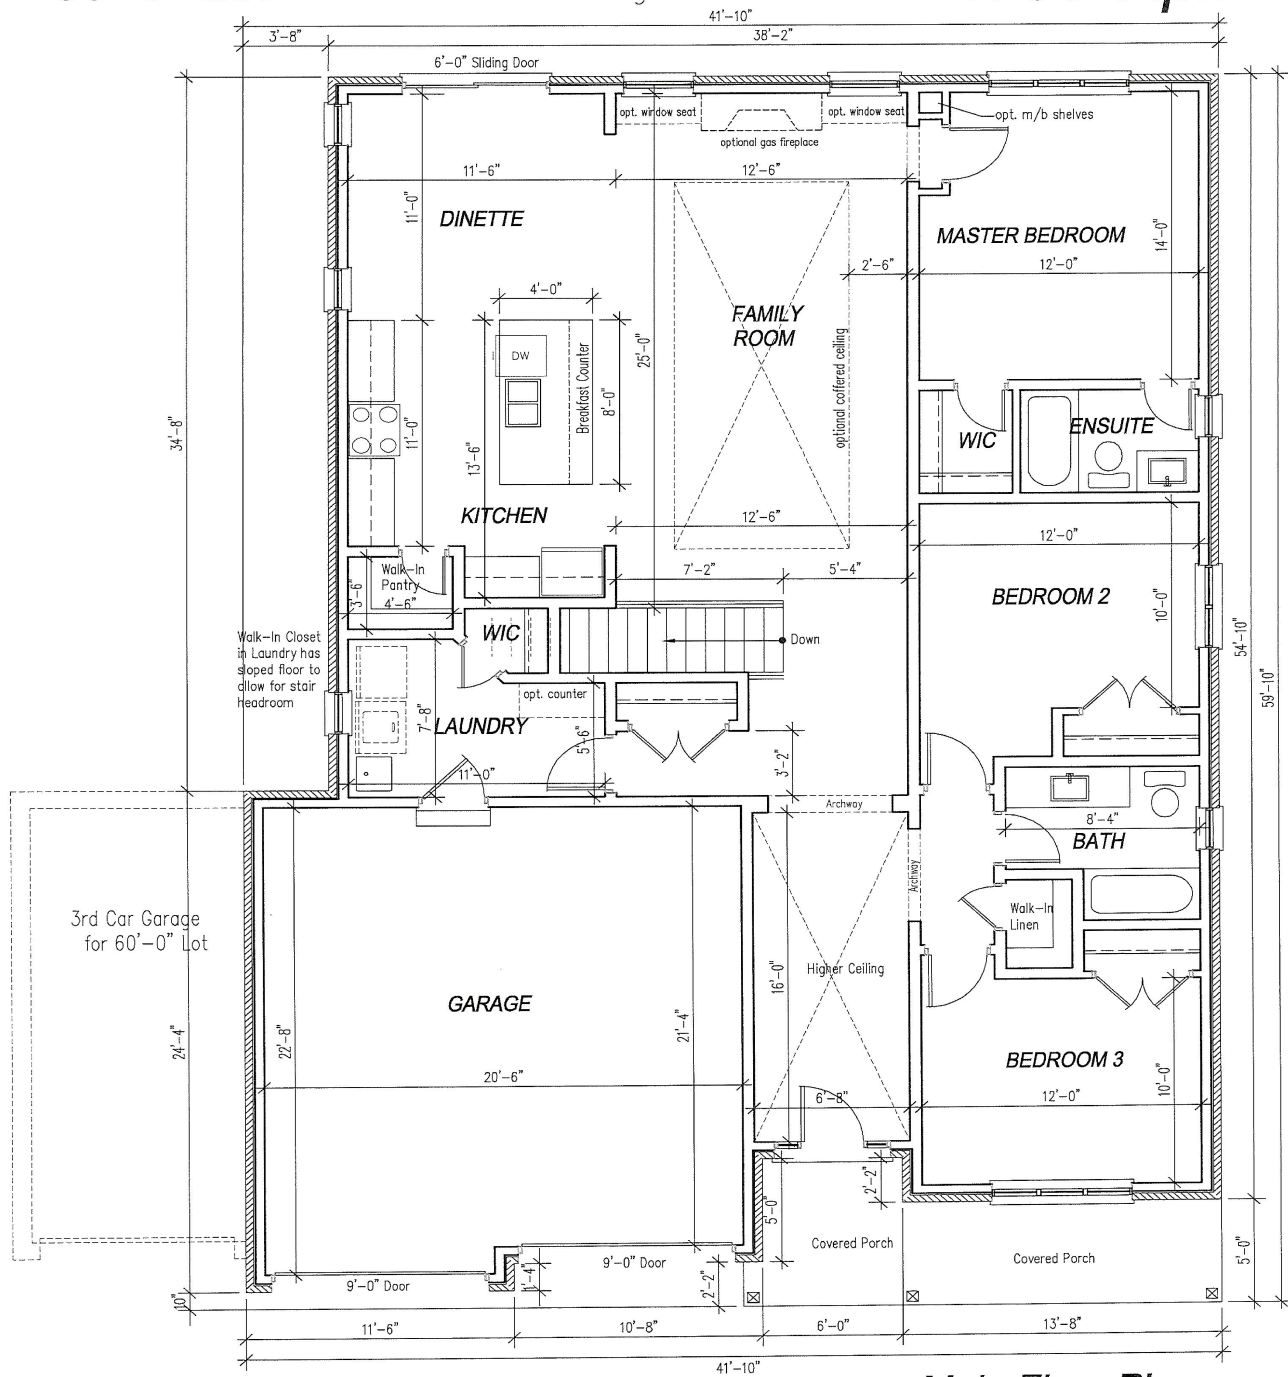 41'-10"
3'-8"
38'-2"
6'-0" Sliding Door
opt. window seat
opt. window seat
opt. m/b shelves
optional gas fireplace
11'-6"
12'-6"
11'-0"
DINETTE
MASTER BEDROOM
14'-0"
2'-6"
12'-0"
4'-0"
FAMILY
ROOM
25'-0"
optional coffered ceiling
DW
Breakfast Counter
8'-0"
34'-8"
11'-0"
13'-6"
WIC
ENSUITE
KITCHEN
12'-6"
12'-0"
Walk-In
Pantry
3'-6"
4'-6"
7'-2"
5'-4"
BEDROOM 2
10'-0"
WIC
Down
Walk-In Closet
in Laundry has
sloped floor to
allow for stair
headroom
54'-10"
59'-10"
opt. counter
7'-8"
LAUNDRY
5'-6"
11'-0"
3'-2"
Archway
8'-4"
BATH
Archway
3rd Car Garage
for 60'-0" Lot
Walk-In
Linen
Higher Ceiling
16'-0"
GARAGE
22'-8"
21'-4"
24'-4"
20'-6"
BEDROOM 3
6'-8"
12'-0"
10'-0"
2'-2"
5'-0"
Covered Porch
Covered Porch
5'-0"
9'-0" Door
9'-0" Door
1'-4"
2'-2"
10"
11'-6"
10'-8"
6'-0"
13'-8"
41'-10"